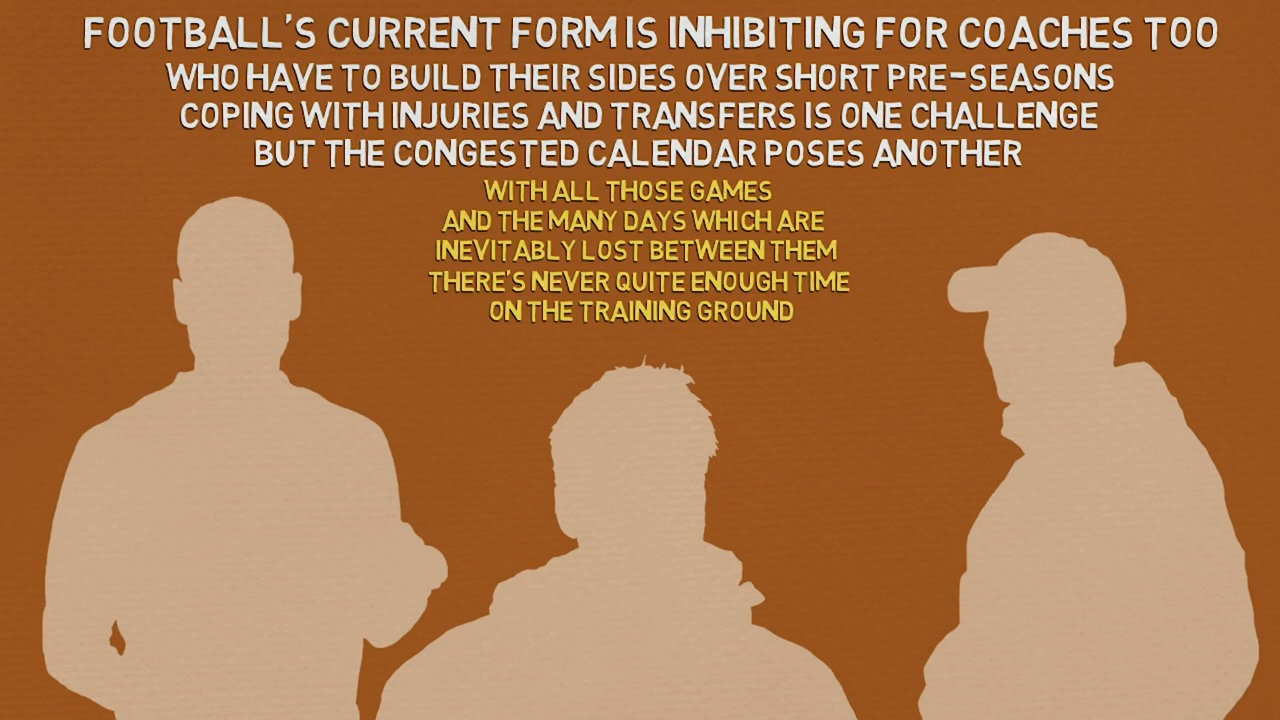 FOOTBALL'S CURRENT FORM IS INHIBITING FOR COACHES TOO
WHO HAVE TO BUILD THEIR SIDES OVER SHORT PRE-SEASONS
COPING WITH INJURIES AND TRANSFERS IS ONE CHALLENGE
BUT THE CONGESTED CALENDAR POSES ANOTHER
WITH ALL THOSE GAMES
AND THE MANY DAYS WHICH ARE
INEVITABLY LOST BETWEEN THEM
THERE'S NEVER QUITE ENOUGH TIME
ON THE TRAINING GROUND